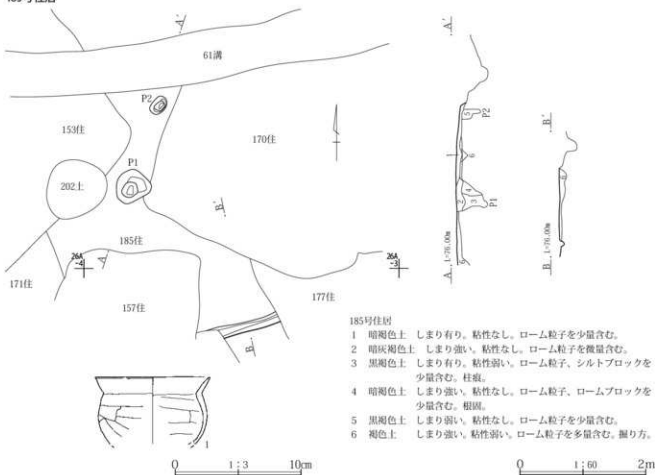 185号住居
A'
61溝
P2
153住
170住
P1
202土
B'
185住
26A
-4
A
26A
-3
171住
157住
177住
B
A'
5
P2
1
6
2
4
3
P1
6
A
L=76.00m
B'
6
B
L=76.00m
185号住居
1 暗褐色土 しまり有り。粘性なし。ローム粒子を少量含む。
2 暗灰褐色土 しまり強い。粘性なし。ローム粒子を微量含む。
3 黒褐色土 しまり有り。粘性弱い。ローム粒子、シルトブロックを
少量含む。柱痕。
4 暗褐色土 しまり強い。粘性なし。ローム粒子、ロームブロックを
少量含む。根固。
5 黒褐色土 しまり弱い。粘性なし。ローム粒子を少量含む。
6 褐色土 しまり強い。粘性弱い。ローム粒子を多量含む。掘り方。
1
0 1:3 10cm
0 1:60 2m